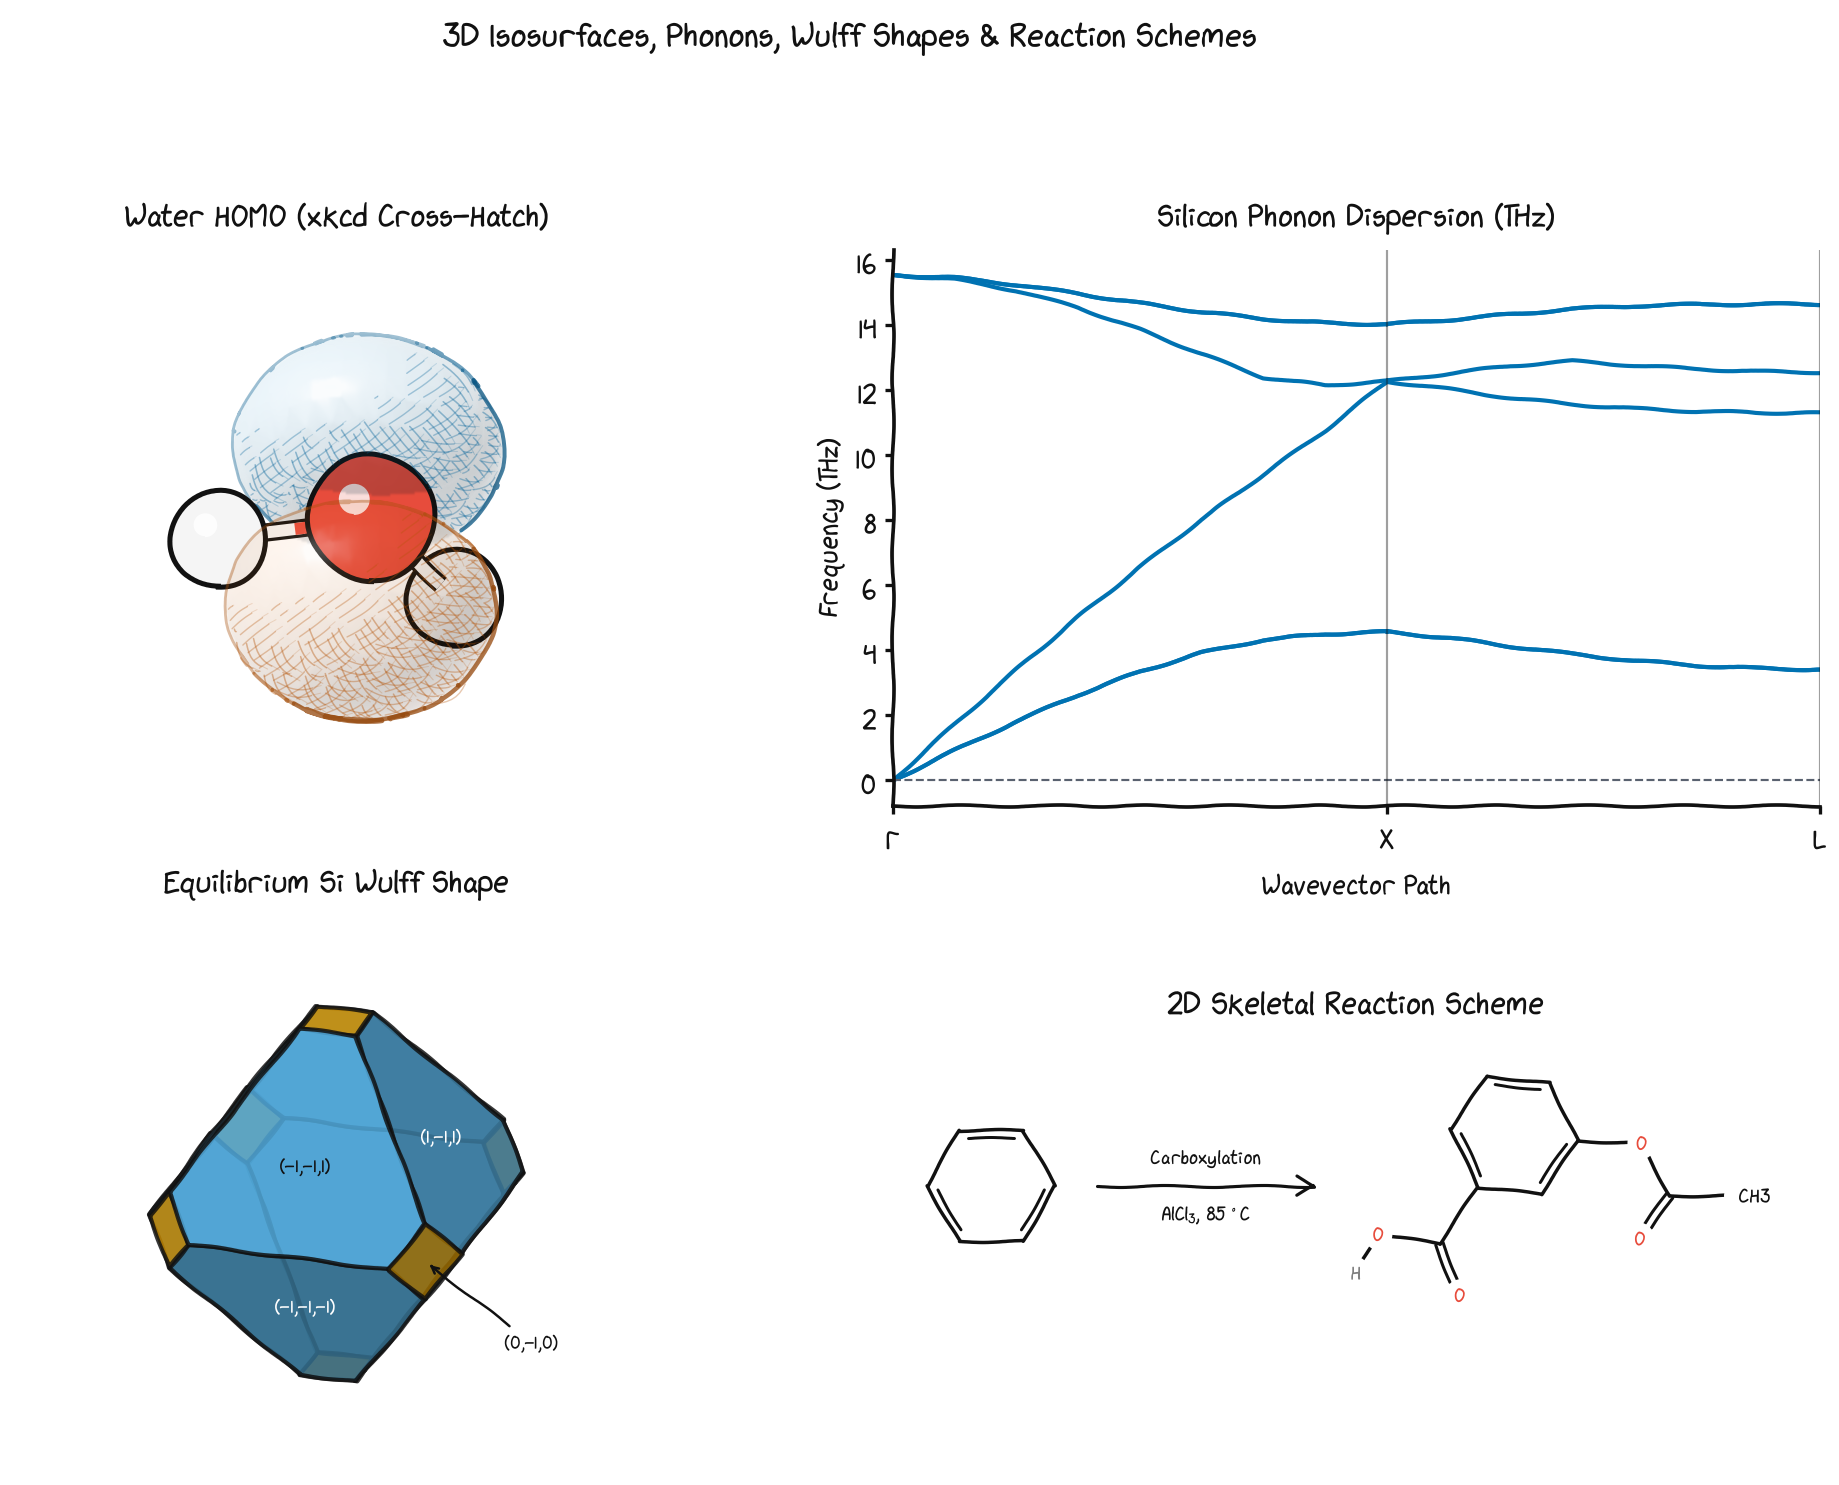 3D Isosurfaces, Phonons, Wulff Shapes & Reaction Schemes
Water HOMO (xkcd Cross-Hatch)
Silicon Phonon Dispersion (THz)
16
14
12
10
8
6
4
2
0
Frequency (THz)
Γ
X
L
Wavevector Path
Equilibrium Si Wulff Shape
(1,-1,1)
(-1,-1,1)
(-1,-1,-1)
(0,-1,0)
2D Skeletal Reaction Scheme
Carboxylation
AlCl₃, 85 °C
O
CH3
O
O
H
O